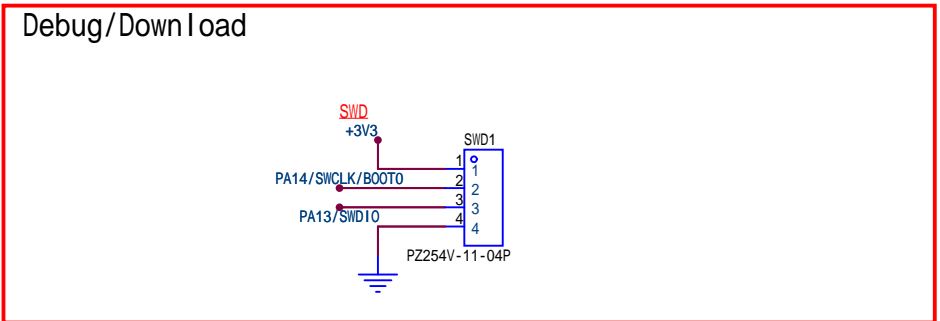 Debug/Download
SWD
+3V3
SWD1
1
1
PA14/SWCLK/BOOT0
2
2
3
3
PA13/SWDIO
4
4
PZ254V-11-04P